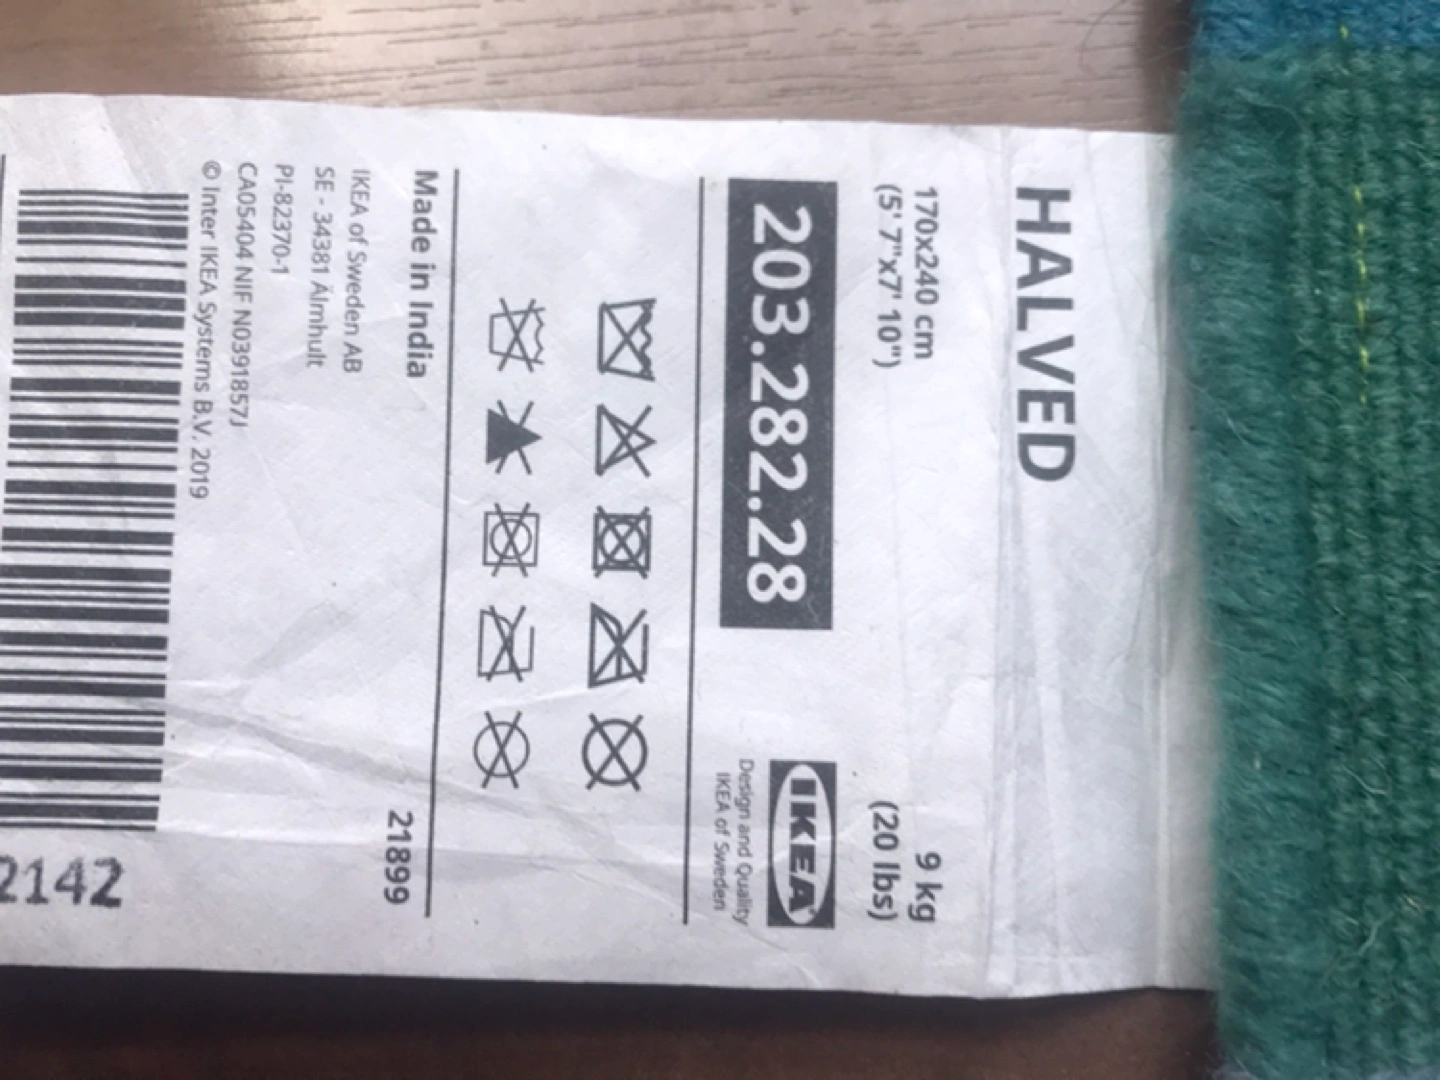 HALVED
170x240 cm
(5' 7"x7' 10")
9 kg
(20 lbs)
203.282.28
IKEA
Design and Quality
IKEA of Sweden
Made in India
21899
IKEA of Sweden AB
SE - 34381 Älmhult
PI-82370-1
CA05404 NIF N0391857J
© Inter IKEA Systems B.V. 2019
2142